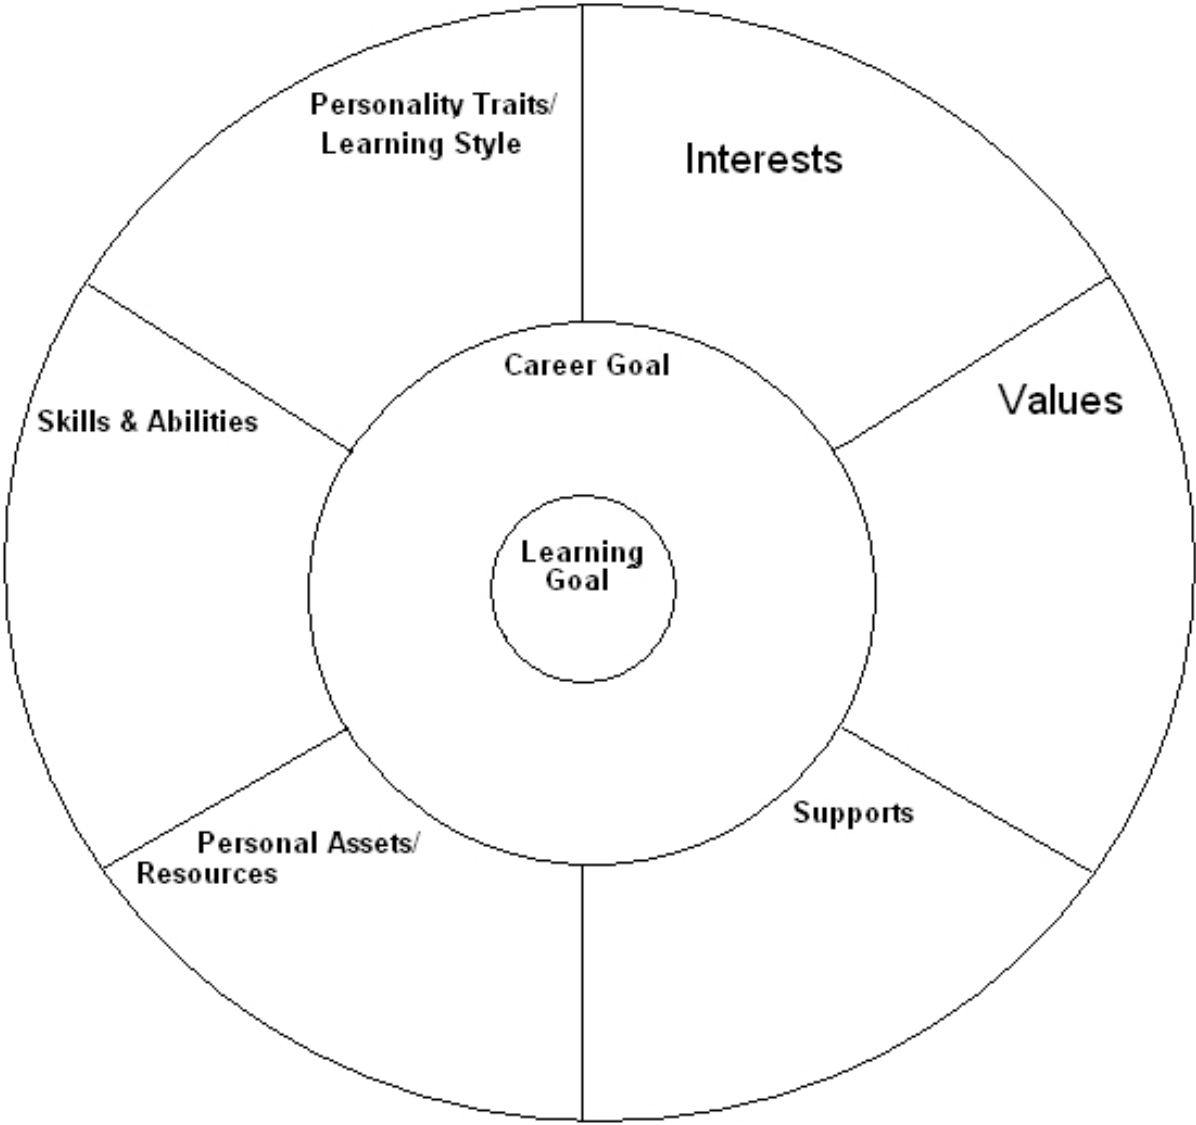 Personality Traits/
Learning Style
Interests
Career Goal
Values
Skills & Abilities
Learning
Goal
Supports
Personal Assets/
Resources